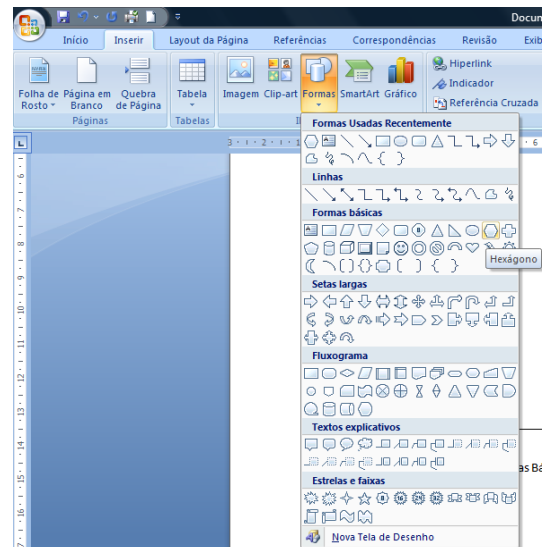 Docum
Início Inserir Layout da Página Referências Correspondências Revisão Exib
Folha de Rosto Página em Branco Quebra de Página Tabela Imagem Clip-art Formas SmartArt Gráfico Hiperlink
Indicador
Referência Cruzada
Páginas Tabelas
Formas Usadas Recentemente
Linhas
Formas básicas
Hexágono
Setas largas
Fluxograma
Textos explicativos
as Bá
Estrelas e faixas
Nova Tela de Desenho